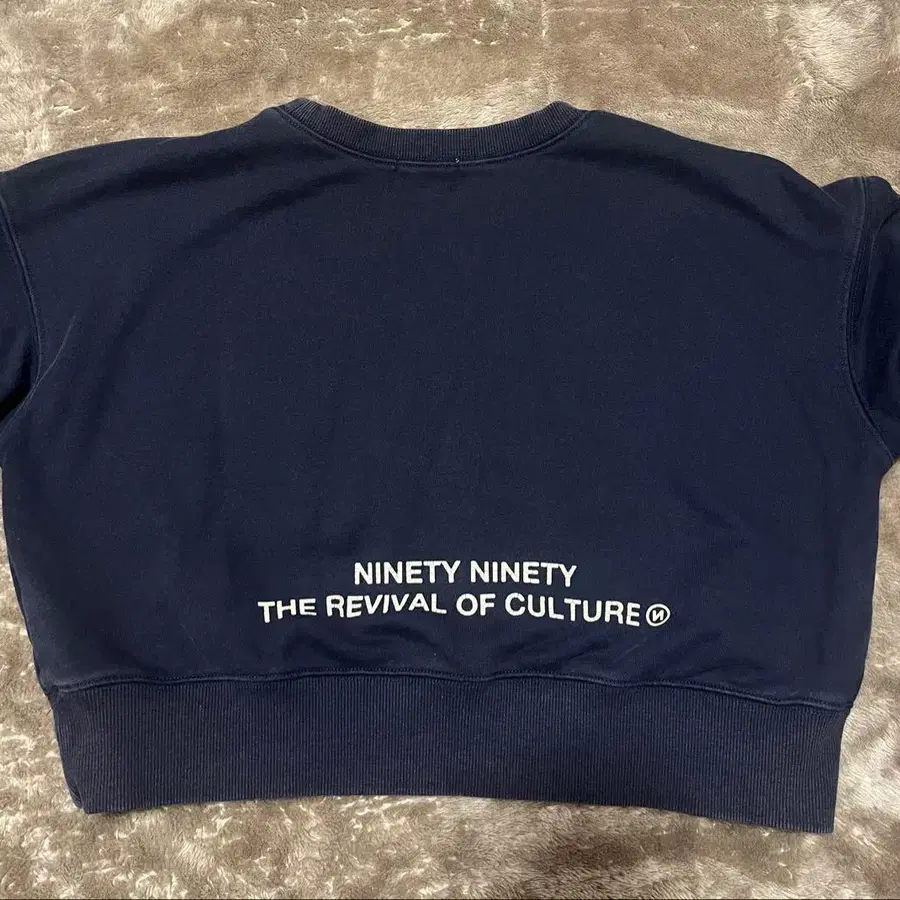 NINETY NINETY
THE REVIVAL OF CULTURE И